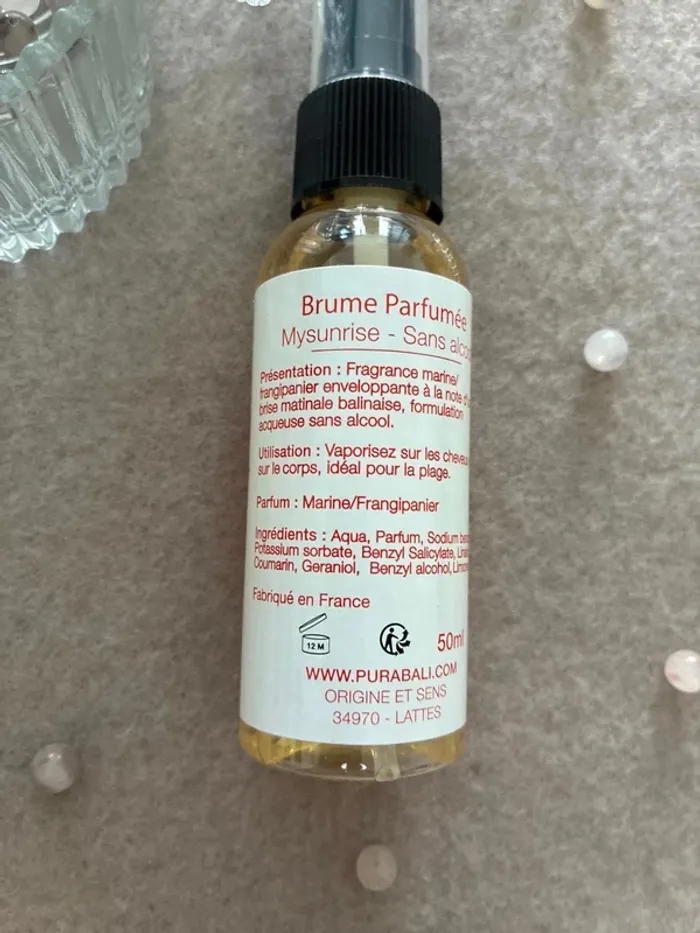 Brume Parfumée
Mysunrise - Sans
Présentation : Fragrance marine/
frangipanier enveloppante à la note
brise matinale balinaise, formulation
acqueuse sans alcool.
Utilisation : Vaporisez sur les
sur le corps, idéal pour la plage.
Parfum : Marine/Frangipanier
Ingrédients : Aqua, Parfum, Sodium
Potassium sorbate, Benzyl Salicylate,
Coumarin, Geraniol, Benzyl alcohol,
Fabriqué en France
12 M
50ml
WWW.PURABALI.COM
ORIGINE ET SENS
34970 - LATTES